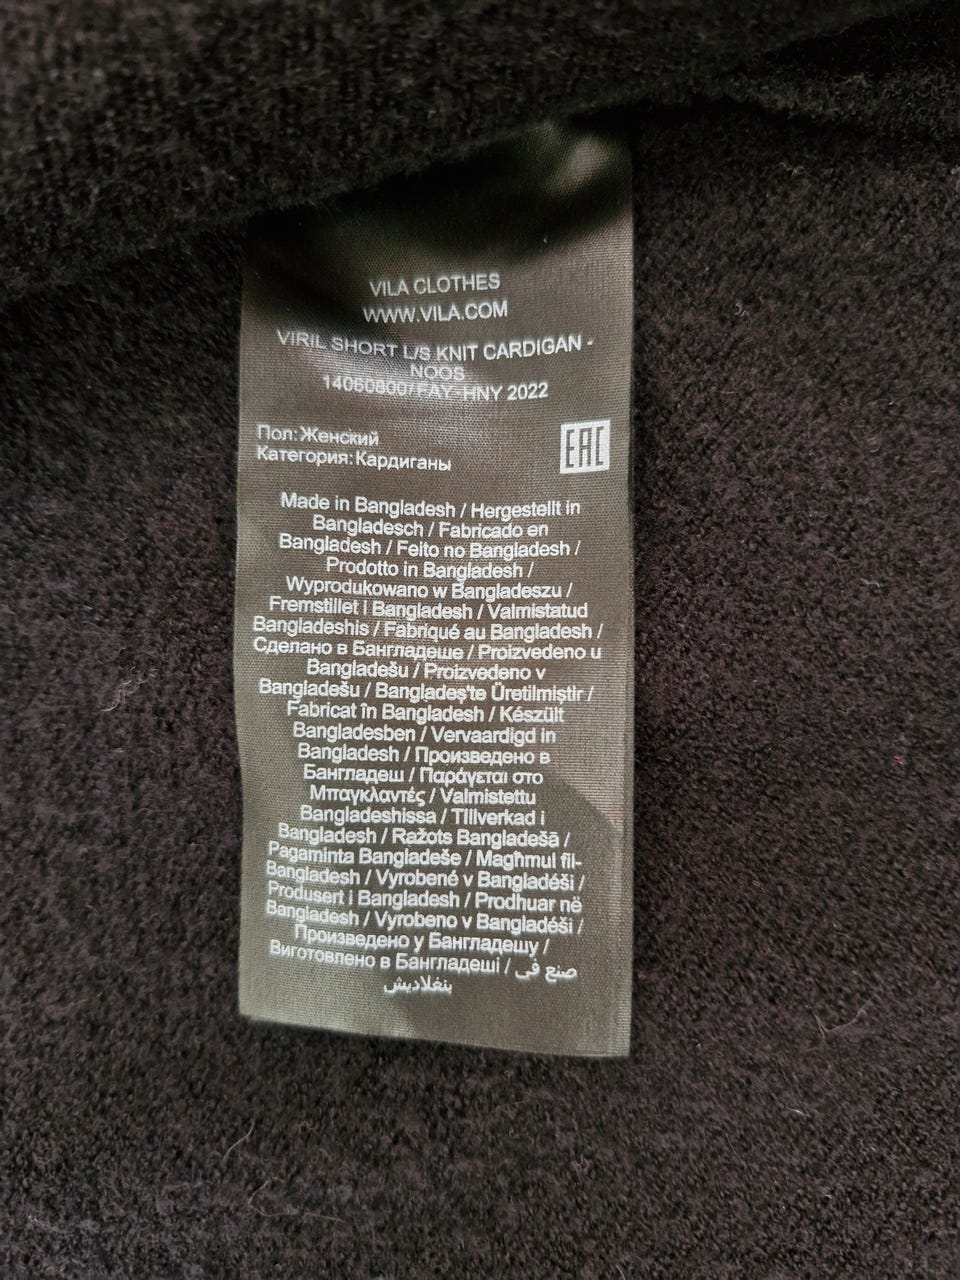 VILA CLOTHES
WWW.VILA.COM
VIRIL SHORT L/S KNIT CARDIGAN -
NOOS
14060800/FAY-HNY 2022
Пол: Женский
Категория: Кардиганы
EAC
Made in Bangladesh / Hergestellt in
Bangladesch / Fabricado en
Bangladesh / Feito no Bangladesh /
Prodotto in Bangladesh /
Wyprodukowano w Bangladeszu /
Fremstillet i Bangladesh / Valmistatud
Bangladeshis / Fabriqué au Bangladesh /
Сделано в Бангладеше / Proizvedeno u
Bangladešu / Proizvedeno v
Bangladešu / Bangladeş'te Üretilmiştir /
Fabricat în Bangladesh / Készült
Bangladesben / Vervaardigd in
Bangladesh / Произведено в
Бангладеш / Παράγεται στο
Μπαγκλαντές / Valmistettu
Bangladeshissa / Tillverkad i
Bangladesh / Ražots Bangladešā /
Pagaminta Bangladeše / Magħmul fil-
Bangladesh / Vyrobené v Bangladéši /
Produsert i Bangladesh / Prodhuar në
Bangladesh / Vyrobeno v Bangladéši /
Произведено у Бангладешу /
Виготовлено в Бангладеші / صنع في
بنغلاديش